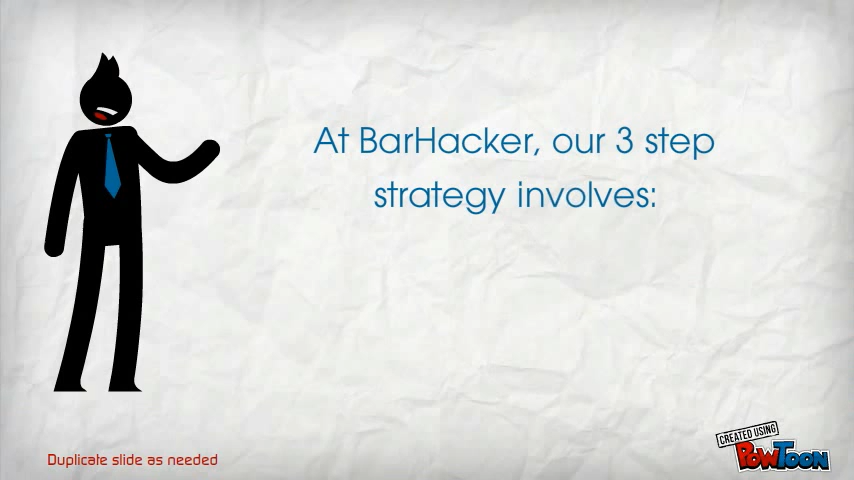 At BarHacker, our 3 step
strategy involves:
Duplicate slide as needed
CREATED USING
POWTOON